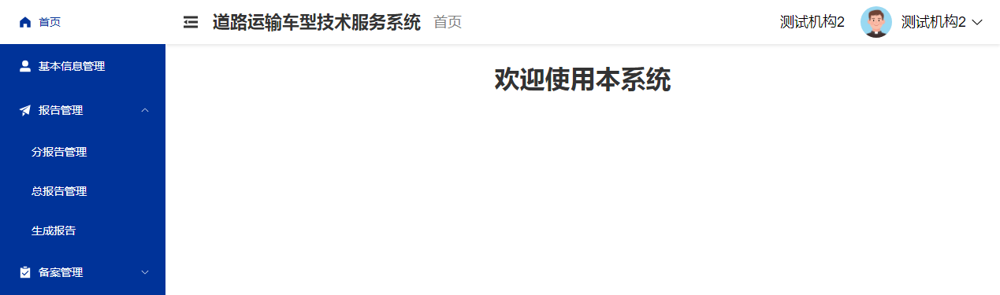 首页
道路运输车型技术服务系统 首页
测试机构2
测试机构2
基本信息管理
报告管理
分报告管理
总报告管理
生成报告
备案管理
欢迎使用本系统